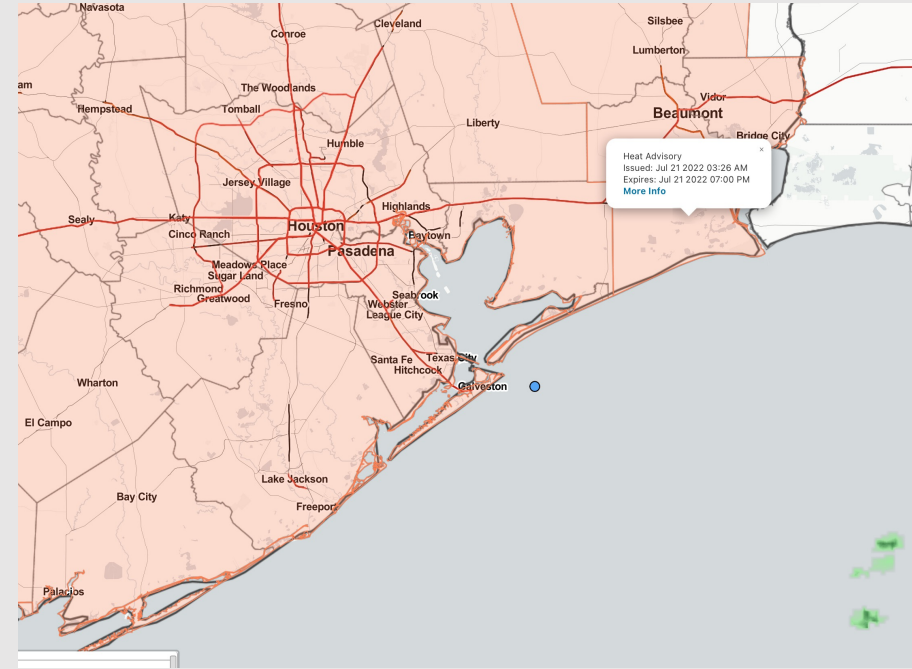 Navasota
Cleveland
Silsbee
Conroe
Lumberton
am
The Woodlands
Vidor
Hempstead
Tomball
Beaumont
Liberty
Bridge City
Humble
×
Heat Advisory
Issued: Jul 21 2022 03:26 AM
Expires: Jul 21 2022 07:00 PM
More Info
Jersey Village
Highlands
Sealy
Katy
Houston
Cinco Ranch
Baytown
Pasadena
Meadows Place
Sugar Land
Richmond
Greatwood
Fresno
Seabrook
Webster
League City
Santa Fe
Texas City
Hitchcock
Wharton
Galveston
El Campo
Lake Jackson
Bay City
Freeport
Palacios